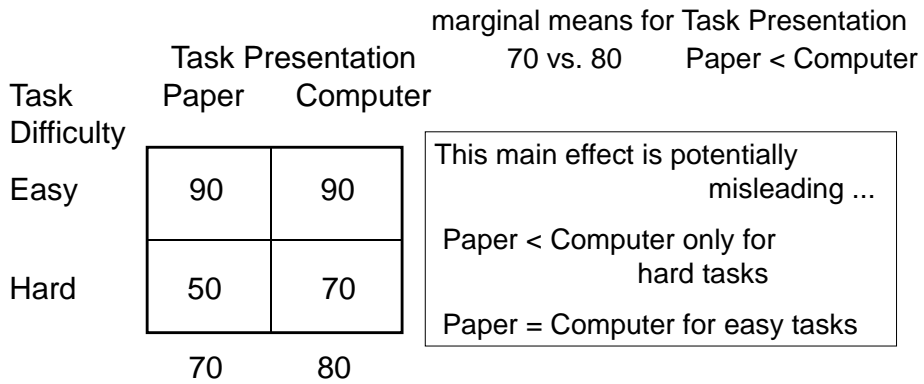 marginal means for Task Presentation
Task Presentation 70 vs. 80 Paper < Computer
Task Paper Computer
Difficulty
Easy 90 90
Hard 50 70
70 80
This main effect is potentially
misleading ...
Paper < Computer only for
hard tasks
Paper = Computer for easy tasks